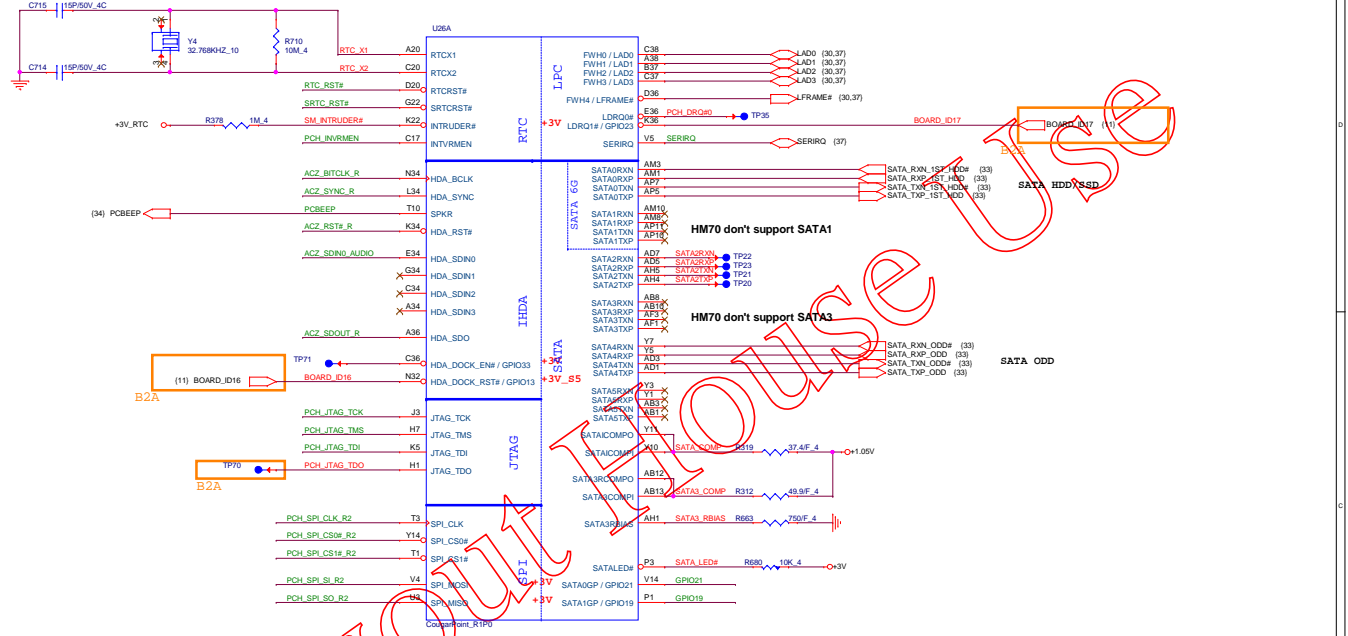 C715 15P/50V_4C
Y4
32.768KHZ_10
R710
10M_4
C714 15P/50V_4C
U26A
RTC_X1 A20 RTCX1
RTC_X2 C20 RTCX2
RTC_RST# D20 RTCRST#
SRTC_RST# G22 SRTCRST#
+3V_RTC R378 1M_4 SM_INTRUDER# K22 INTRUDER#
PCH_INVRMEN C17 INTVRMEN
RTC
LPC
+3V
FWH0 / LAD0 C38 LAD0 (30,37)
FWH1 / LAD1 A38 LAD1 (30,37)
FWH2 / LAD2 B37 LAD2 (30,37)
FWH3 / LAD3 C37 LAD3 (30,37)
FWH4 / LFRAME# D36 LFRAME# (30,37)
LDRQ0# E36 PCH_DRQ#0 TP35
LDRQ1# / GPIO23 K36 BOARD_ID17 BOARD_ID17 (11)
B2A
SERIRQ V5 SERIRQ SERIRQ (37)
ACZ_BITCLK_R N34 HDA_BCLK
ACZ_SYNC_R L34 HDA_SYNC
(34) PCBEEP PCBEEP T10 SPKR
ACZ_RST#_R K34 HDA_RST#
ACZ_SDIN0_AUDIO E34 HDA_SDIN0
G34 HDA_SDIN1
C34 HDA_SDIN2
A34 HDA_SDIN3
ACZ_SDOUT_R A36 HDA_SDO
TP71 C36 HDA_DOCK_EN# / GPIO33
+3V
(11) BOARD_ID16 BOARD_ID16 N32 HDA_DOCK_RST# / GPIO13
+3V_S5
B2A
IHDA
SATA
SATA 6G
SATA0RXN AM3 SATA_RXN_1ST_HDD# (33)
SATA0RXP AM1 SATA_RXP_1ST_HDD (33)
SATA0TXN AP7 SATA_TXN_1ST_HDD# (33)
SATA0TXP AP5 SATA_TXP_1ST_HDD (33)
SATA HDD/SSD
SATA1RXN AM10
SATA1RXP AM8
SATA1TXN AP11
SATA1TXP AP10
HM70 don't support SATA1
SATA2RXN AD7 SATA2RXN TP22
SATA2RXP AD5 SATA2RXP TP23
SATA2TXN AH5 SATA2TXN TP21
SATA2TXP AH4 SATA2TXP TP20
SATA3RXN AB8
SATA3RXP AB10
SATA3TXN AF3
SATA3TXP AF1
HM70 don't support SATA3
SATA4RXN Y7 SATA_RXN_ODD# (33)
SATA4RXP Y5 SATA_RXP_ODD (33)
SATA4TXN AD3 SATA_TXN_ODD# (33)
SATA4TXP AD1 SATA_TXP_ODD (33)
SATA ODD
SATA5RXN Y3
SATA5RXP Y1
SATA5TXN AB3
SATA5TXP AB1
PCH_JTAG_TCK J3 JTAG_TCK
PCH_JTAG_TMS H7 JTAG_TMS
PCH_JTAG_TDI K5 JTAG_TDI
TP70 PCH_JTAG_TDO H1 JTAG_TDO
B2A
JTAG
SATAICOMPO Y11
SATAICOMPI Y10 SATA_COMP R319 37.4/F_4 +1.05V
SATA3RCOMPO AB12
SATA3COMPI AB13 SATA3_COMP R312 49.9/F_4
SATA3RBIAS AH1 SATA3_RBIAS R663 750/F_4
PCH_SPI_CLK_R2 T3 SPI_CLK
PCH_SPI_CS0#_R2 Y14 SPI_CS0#
PCH_SPI_CS1#_R2 T1 SPI_CS1#
PCH_SPI_SI_R2 V4 SPI_MOSI
PCH_SPI_SO_R2 U3 SPI_MISO
SPI
+3V
+3V
SATALED# P3 SATA_LED# R680 10K_4 +3V
SATA0GP / GPIO21 V14 GPIO21
SATA1GP / GPIO19 P1 GPIO19
CougarPoint_R1P0
out House Use
D
C